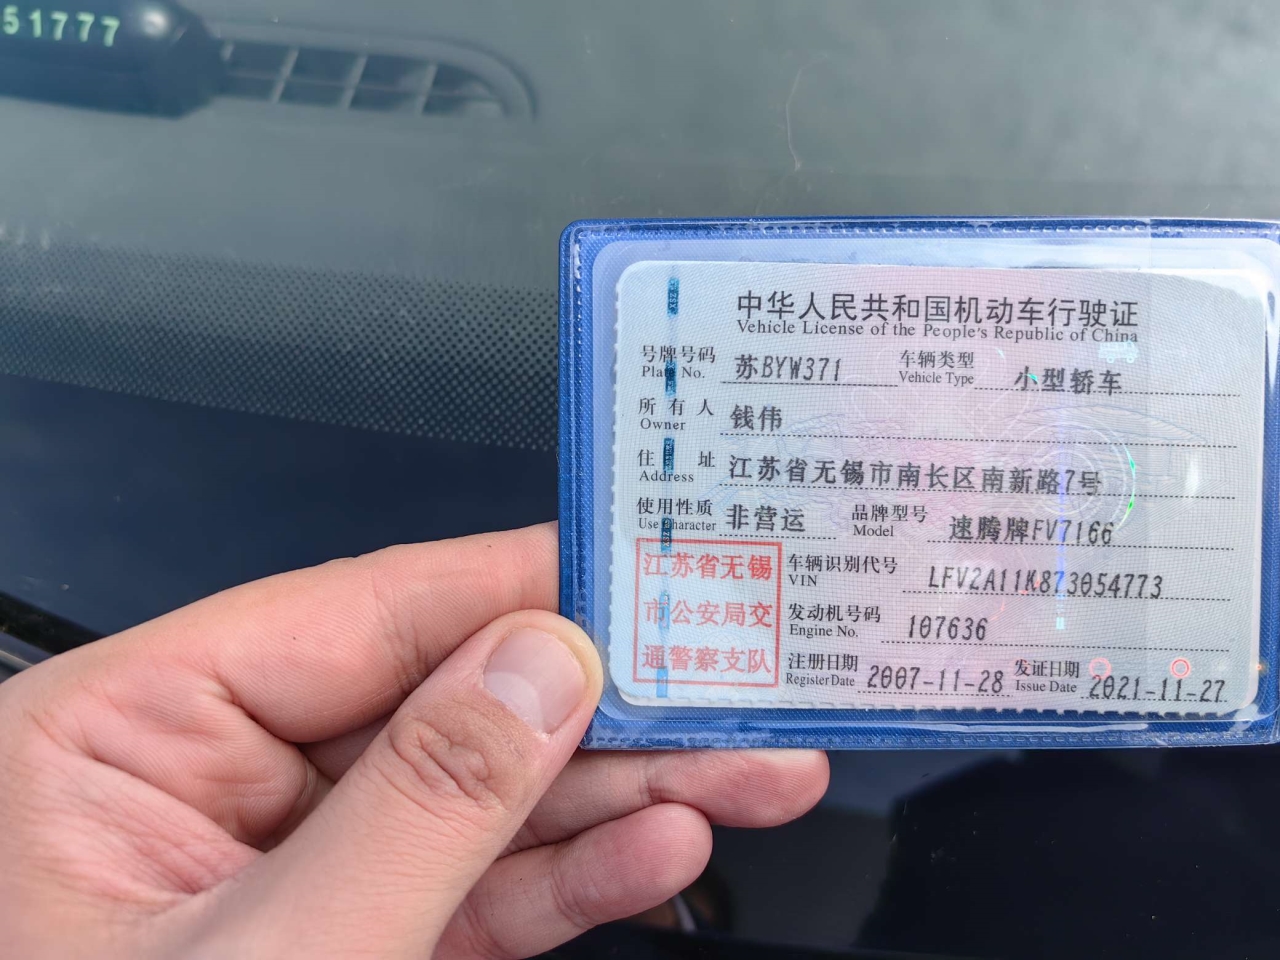 51777
中华人民共和国机动车行驶证
Vehicle License of the People's Republic of China
号牌号码 苏BYW371 车辆类型 小型轿车
Plate No. Vehicle Type
所有人 钱伟
Owner
住址 江苏省无锡市南长区南新路7号
Address
使用性质 非营运 品牌型号 速腾牌FV7166
Use Character Model
江苏省无锡
市公安局交
通警察支队
车辆识别代号 LFV2A11K873054773
VIN
发动机号码 107636
Engine No.
注册日期 2007-11-28 发证日期 2021-11-27
Register Date Issue Date